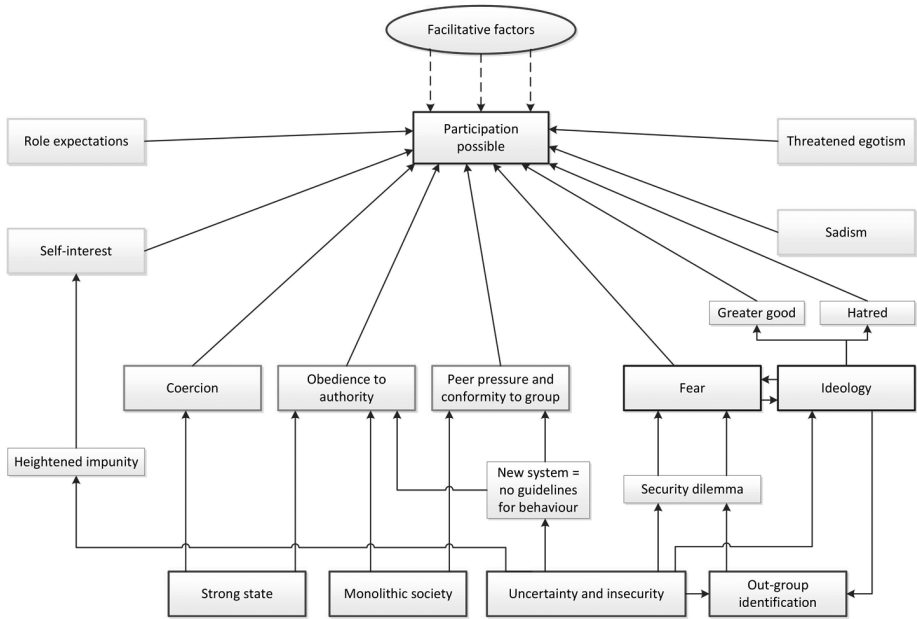 Facilitative factors
Role expectations
Participation
possible
Threatened egotism
Self-interest
Sadism
Greater good
Hatred
Coercion
Obedience to
authority
Peer pressure and
conformity to group
Fear
Ideology
Heightened impunity
New system =
no guidelines
for behaviour
Security dilemma
Strong state
Monolithic society
Uncertainty and insecurity
Out-group
identification